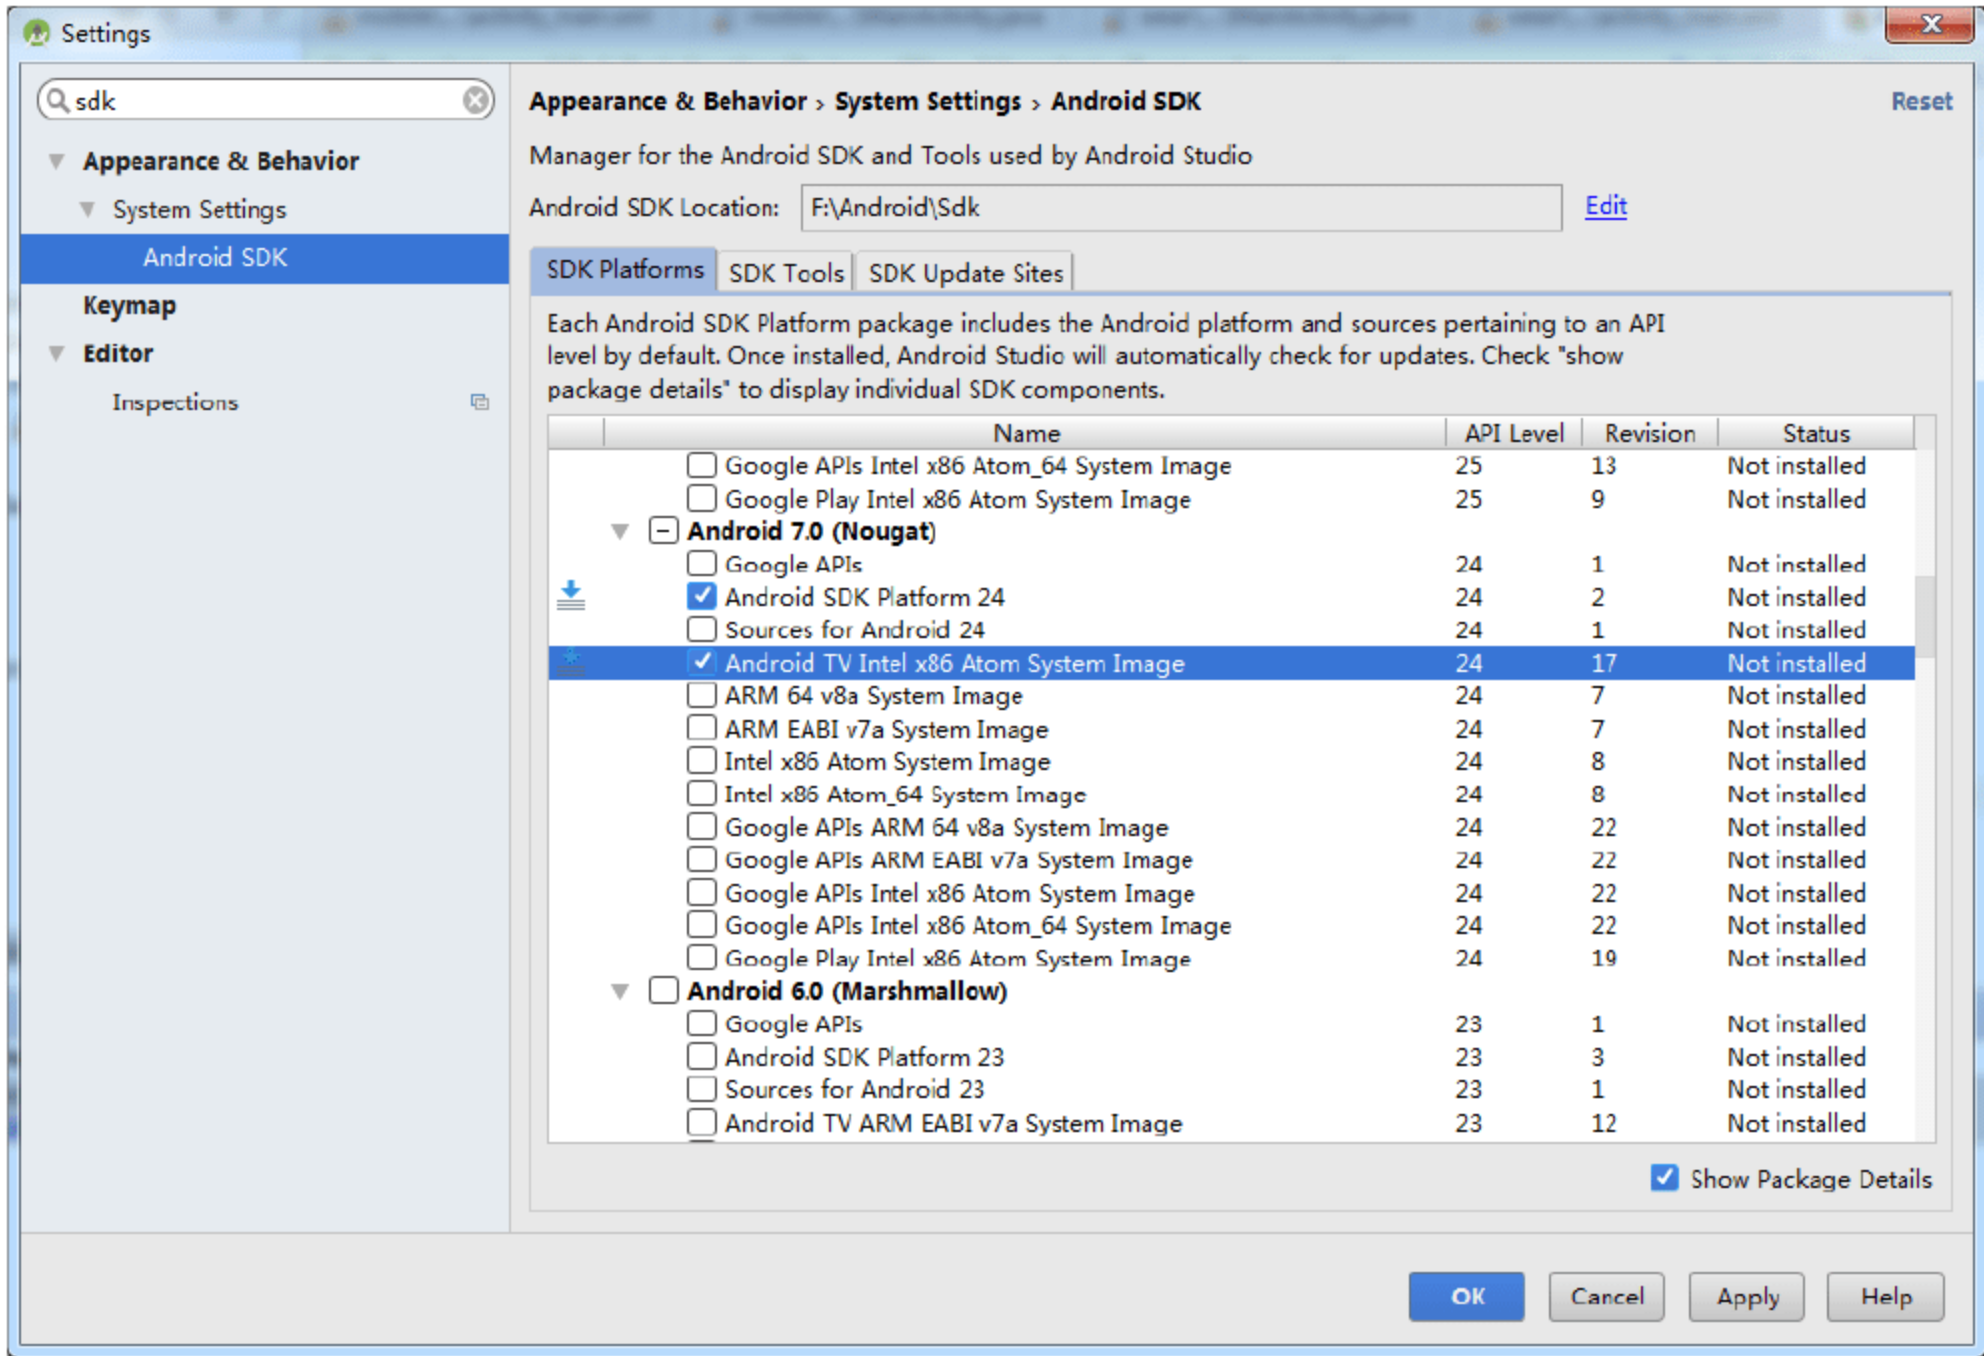 Settings
sdk
Appearance & Behavior
System Settings
Android SDK
Keymap
Editor
Inspections
Appearance & Behavior › System Settings › Android SDK
Reset
Manager for the Android SDK and Tools used by Android Studio
Android SDK Location: F:\Android\Sdk Edit
SDK Platforms SDK Tools SDK Update Sites
Each Android SDK Platform package includes the Android platform and sources pertaining to an API
level by default. Once installed, Android Studio will automatically check for updates. Check "show
package details" to display individual SDK components.
Name API Level Revision Status
Google APIs Intel x86 Atom_64 System Image 25 13 Not installed
Google Play Intel x86 Atom System Image 25 9 Not installed
Android 7.0 (Nougat)
Google APIs 24 1 Not installed
Android SDK Platform 24 24 2 Not installed
Sources for Android 24 24 1 Not installed
Android TV Intel x86 Atom System Image 24 17 Not installed
ARM 64 v8a System Image 24 7 Not installed
ARM EABI v7a System Image 24 7 Not installed
Intel x86 Atom System Image 24 8 Not installed
Intel x86 Atom_64 System Image 24 8 Not installed
Google APIs ARM 64 v8a System Image 24 22 Not installed
Google APIs ARM EABI v7a System Image 24 22 Not installed
Google APIs Intel x86 Atom System Image 24 22 Not installed
Google APIs Intel x86 Atom_64 System Image 24 22 Not installed
Google Play Intel x86 Atom System Image 24 19 Not installed
Android 6.0 (Marshmallow)
Google APIs 23 1 Not installed
Android SDK Platform 23 23 3 Not installed
Sources for Android 23 23 1 Not installed
Android TV ARM EABI v7a System Image 23 12 Not installed
Show Package Details
OK Cancel Apply Help